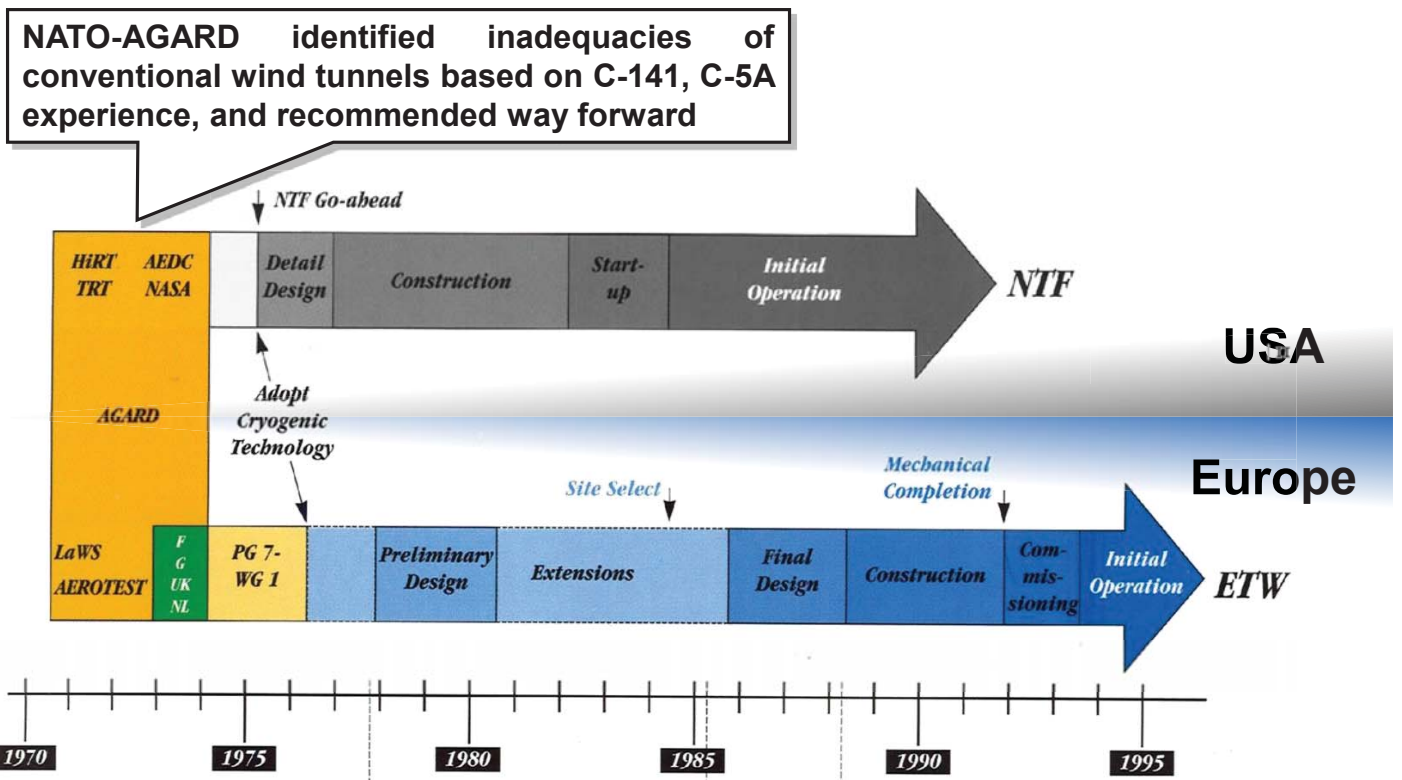 NATO-AGARD identified inadequacies of
conventional wind tunnels based on C-141, C-5A
experience, and recommended way forward
NTF Go-ahead
HiRT AEDC
TRT NASA
Detail
Design
Construction
Start-
up
Initial
Operation
NTF
USA
AGARD
Adopt
Cryogenic
Technology
Europe
Site Select
Mechanical
Completion
LaWS
AEROTEST
F
G
UK
NL
PG 7-
WG 1
Preliminary
Design
Extensions
Final
Design
Construction
Com-
mis-
sioning
Initial
Operation
ETW
1970
1975
1980
1985
1990
1995